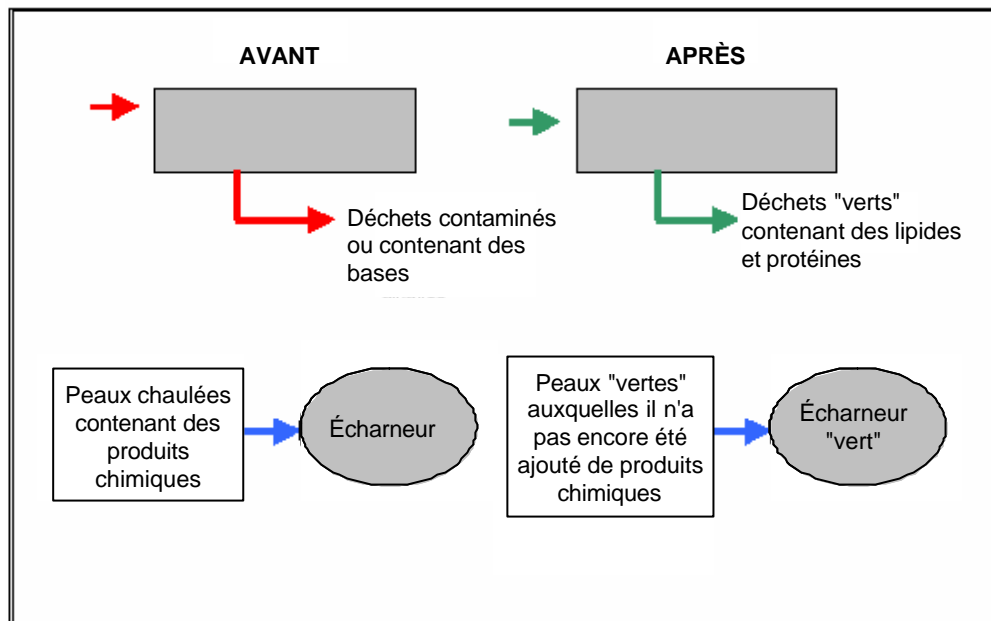 AVANT
APRÈS
Déchets contaminés
ou contenant des
bases
Déchets "verts"
contenant des lipides
et protéines
Peaux chaulées
contenant des
produits
chimiques
Écharneur
Peaux "vertes"
auxquelles il n'a
pas encore été
ajouté de produits
chimiques
Écharneur
"vert"